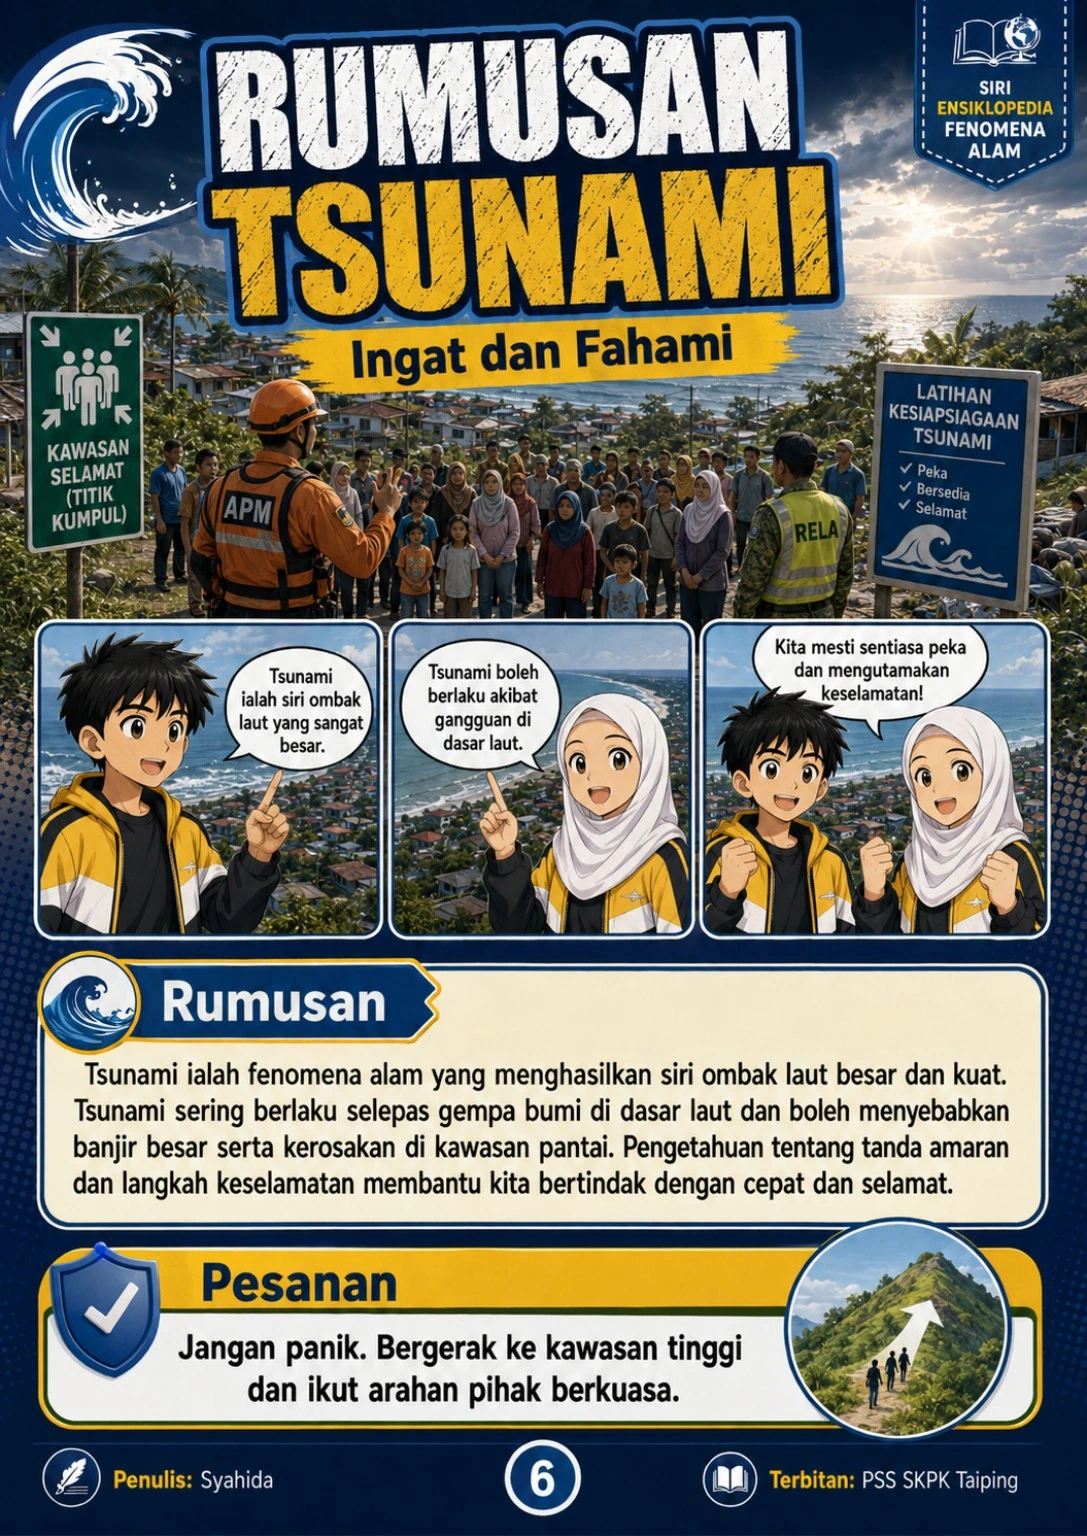 RUMUSAN
TSUNAMI
Ingat dan Fahami
SIRI
ENSIKLOPEDIA
FENOMENA
ALAM
KAWASAN
SELAMAT
(TITIK
KUMPUL)
APM
RELA
LATIHAN
KESIAPSIAGAAN
TSUNAMI
✓ Peka
✓ Bersedia
✓ Selamat
Tsunami
ialah siri ombak
laut yang sangat
besar.
Tsunami boleh
berlaku akibat
gangguan di
dasar laut.
Kita mesti sentiasa peka
dan mengutamakan
keselamatan!
Rumusan
Tsunami ialah fenomena alam yang menghasilkan siri ombak laut besar dan kuat.
Tsunami sering berlaku selepas gempa bumi di dasar laut dan boleh menyebabkan
banjir besar serta kerosakan di kawasan pantai. Pengetahuan tentang tanda amaran
dan langkah keselamatan membantu kita bertindak dengan cepat dan selamat.
Pesanan
Jangan panik. Bergerak ke kawasan tinggi
dan ikut arahan pihak berkuasa.
Penulis: Syahida
6
Terbitan: PSS SKPK Taiping